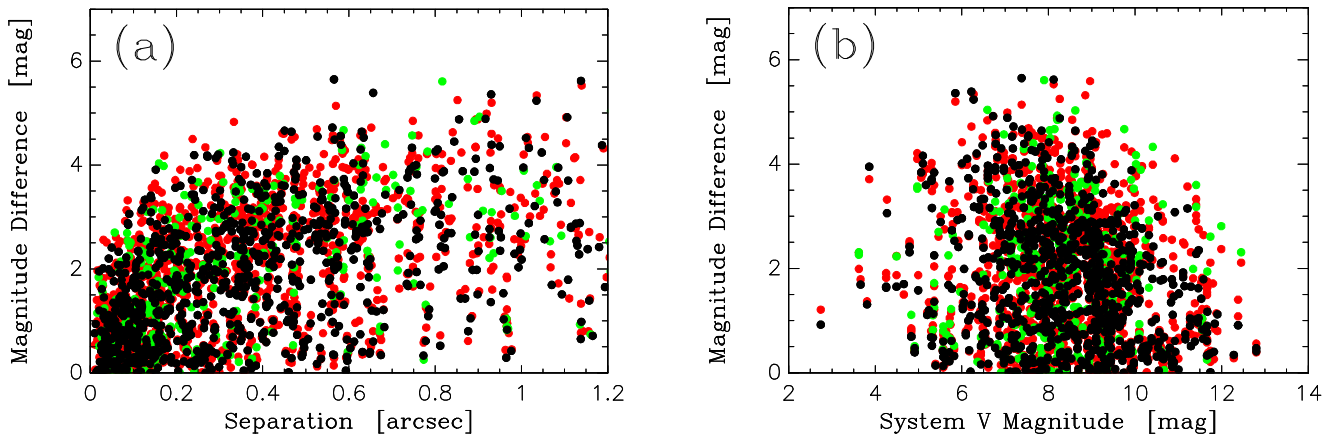 (a)
Magnitude Difference [mag]
6
4
2
0
0 0.2 0.4 0.6 0.8 1 1.2
Separation [arcsec]
(b)
Magnitude Difference [mag]
6
4
2
0
2 4 6 8 10 12 14
System V Magnitude [mag]